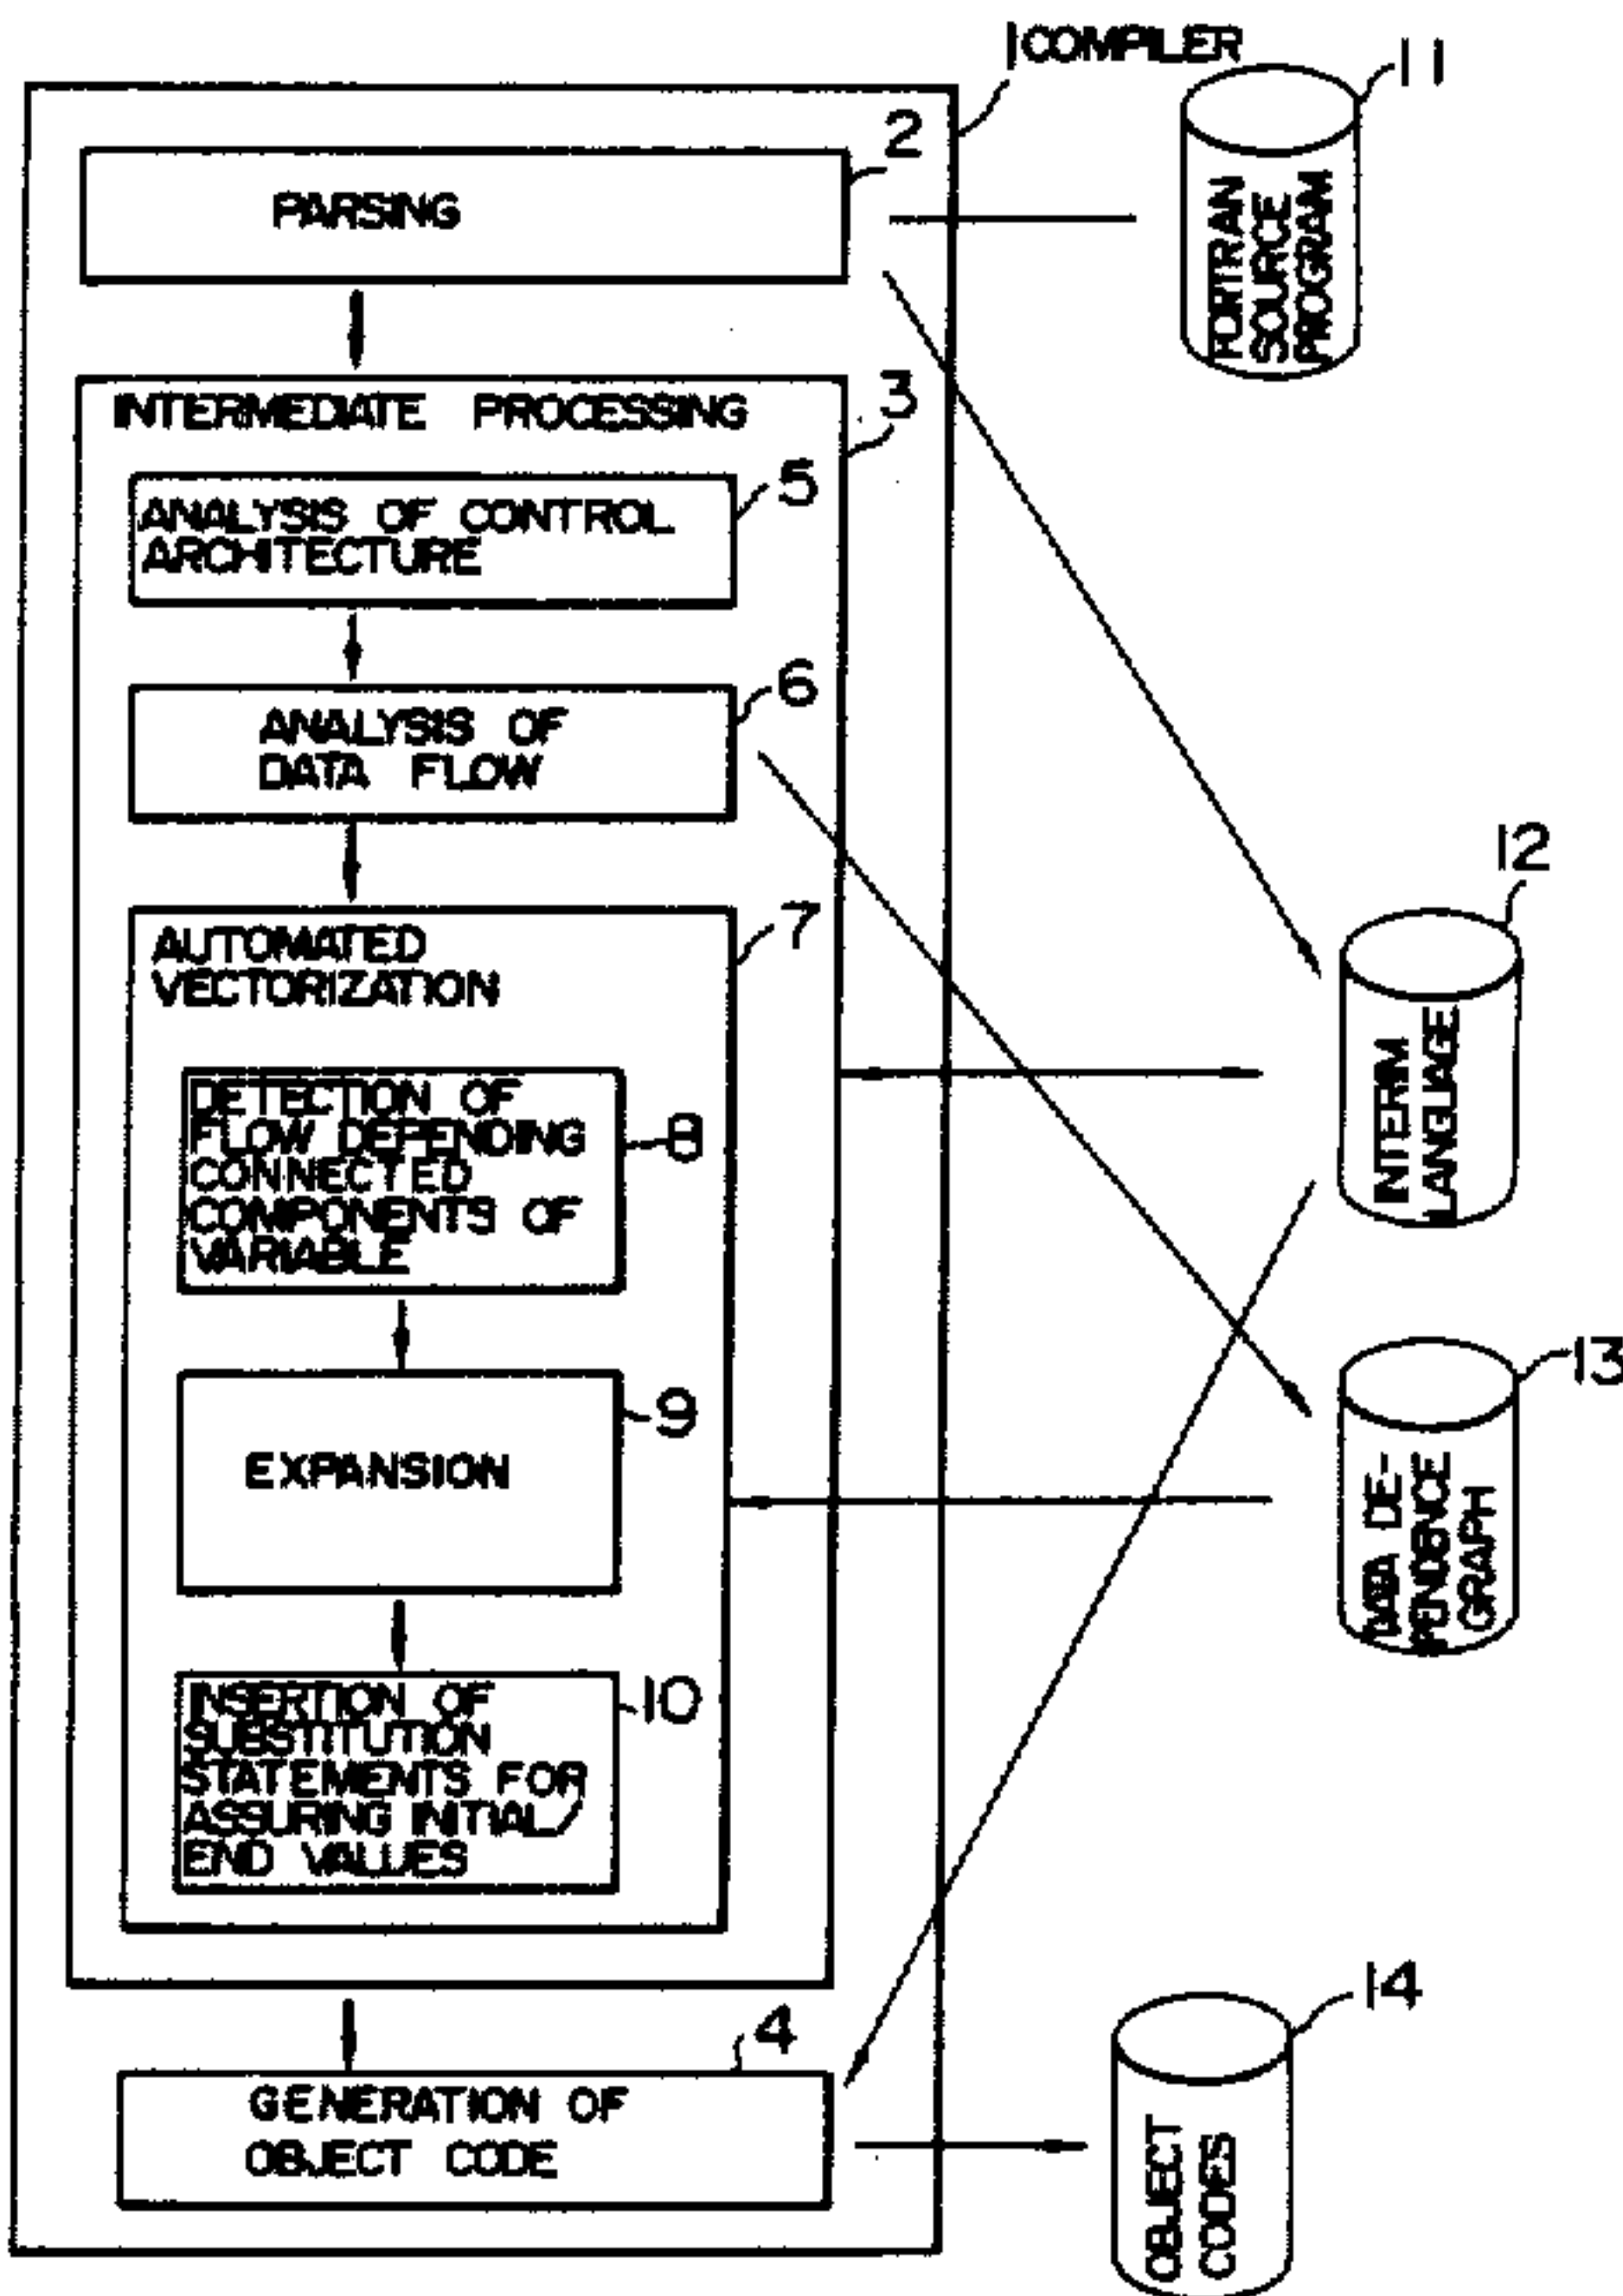 1 COMPILER
11
2
PARSING
FORTRAN
SOURCE
PROGRAM
INTERMEDIATE PROCESSING
3
5
ANALYSIS OF CONTROL
ARCHITECTURE
6
ANALYSIS OF
DATA FLOW
12
AUTOMATED
VECTORIZATION
7
INTERIM
LANGUAGE
DETECTION OF
FLOW DEPENDING
CONNECTED
COMPONENTS OF
VARIABLE
8
13
9
EXPANSION
DATA DE-
PENDENCE
GRAPH
INSERTION OF
SUBSTITUTION
STATEMENTS FOR
ASSURING INITIAL/
END VALUES
10
14
4
GENERATION OF
OBJECT CODE
OBJECT
CODES